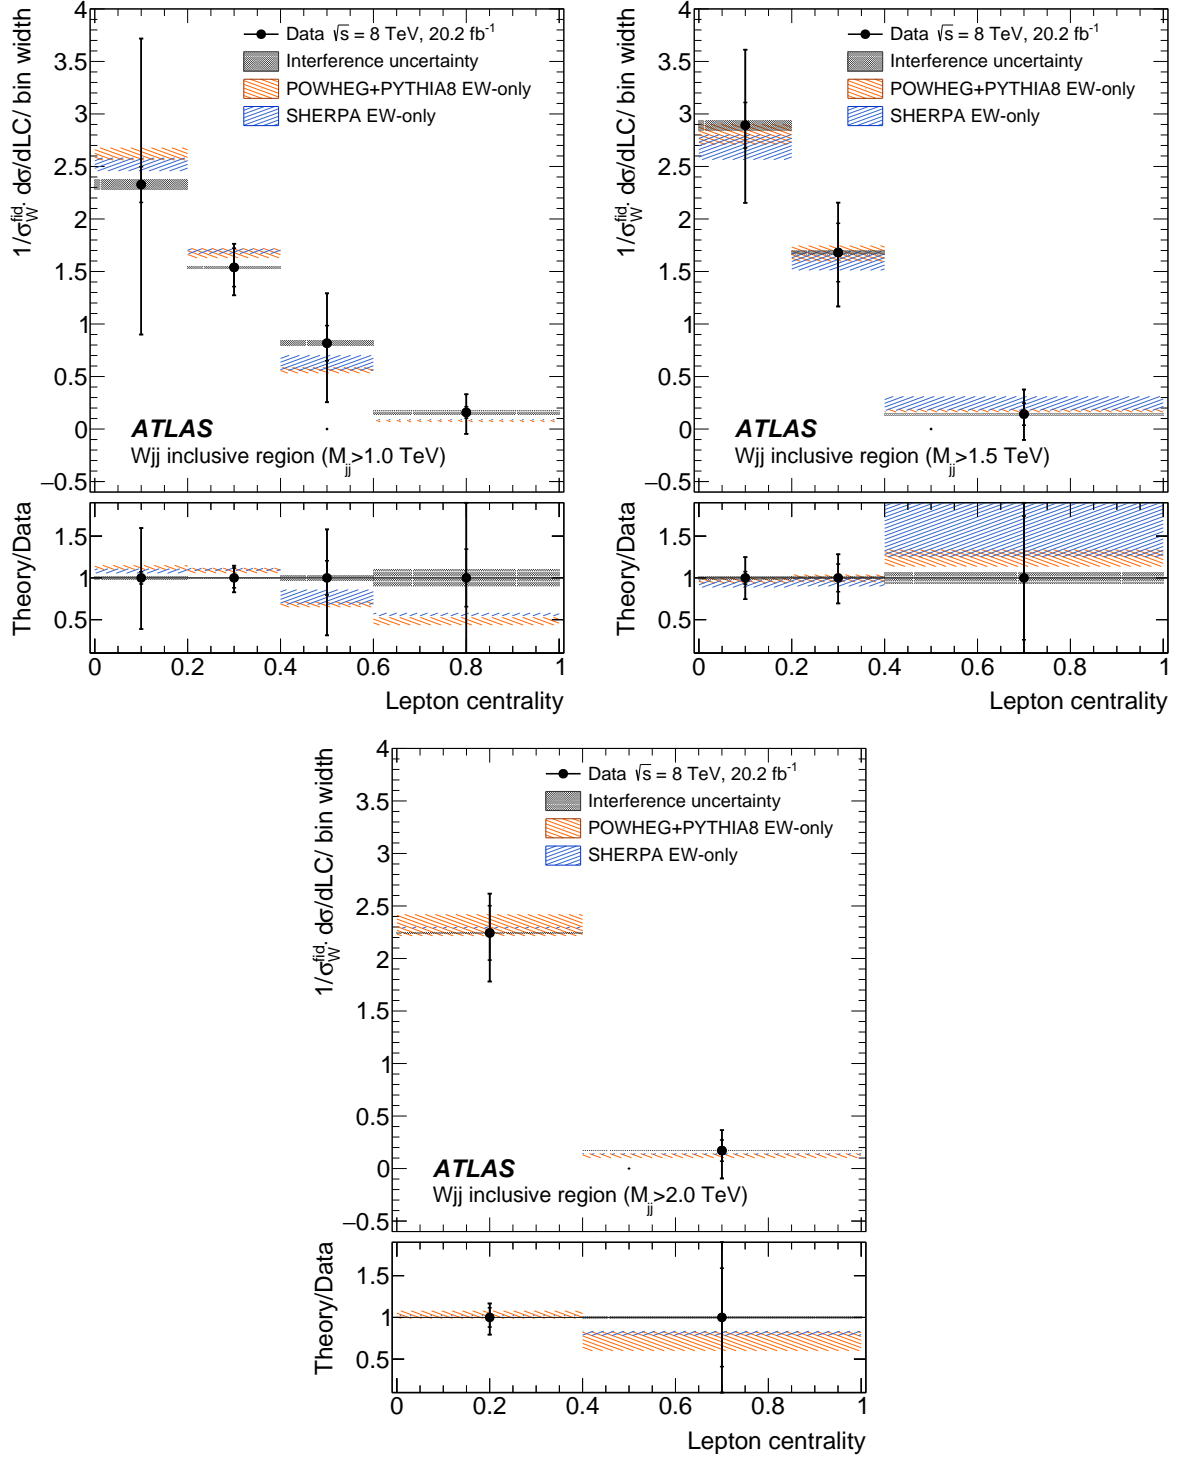 1/σ_W^fid. dσ/dLC/ bin width
4
3.5
3
2.5
2
1.5
1
0.5
0
−0.5
Data √s = 8 TeV, 20.2 fb⁻¹
Interference uncertainty
POWHEG+PYTHIA8 EW-only
SHERPA EW-only
ATLAS
Wjj inclusive region (M_jj>1.0 TeV)
Theory/Data
1.5
1
0.5
0 0.2 0.4 0.6 0.8 1
Lepton centrality
1/σ_W^fid. dσ/dLC/ bin width
4
3.5
3
2.5
2
1.5
1
0.5
0
−0.5
Data √s = 8 TeV, 20.2 fb⁻¹
Interference uncertainty
POWHEG+PYTHIA8 EW-only
SHERPA EW-only
ATLAS
Wjj inclusive region (M_jj>1.5 TeV)
Theory/Data
1.5
1
0.5
0 0.2 0.4 0.6 0.8 1
Lepton centrality
1/σ_W^fid. dσ/dLC/ bin width
4
3.5
3
2.5
2
1.5
1
0.5
0
−0.5
Data √s = 8 TeV, 20.2 fb⁻¹
Interference uncertainty
POWHEG+PYTHIA8 EW-only
SHERPA EW-only
ATLAS
Wjj inclusive region (M_jj>2.0 TeV)
Theory/Data
1.5
1
0.5
0 0.2 0.4 0.6 0.8 1
Lepton centrality